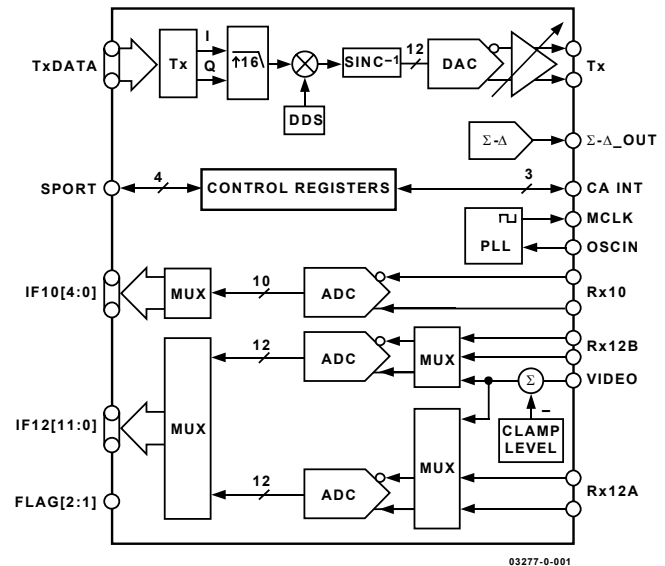 I
Q
TxDATA
Tx
↑16
DDS
SINC–1
12
DAC
Tx
Σ-Δ
Σ-Δ_OUT
SPORT
4
CONTROL REGISTERS
3
CA INT
MCLK
PLL
OSCIN
IF10[4:0]
MUX
10
ADC
Rx10
12
ADC
MUX
Rx12B
Σ
VIDEO
–
CLAMP
LEVEL
IF12[11:0]
MUX
MUX
12
ADC
Rx12A
FLAG[2:1]
03277-0-001